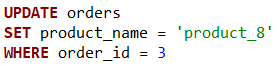 UPDATE orders
SET product_name = 'product_8'
WHERE order_id = 3